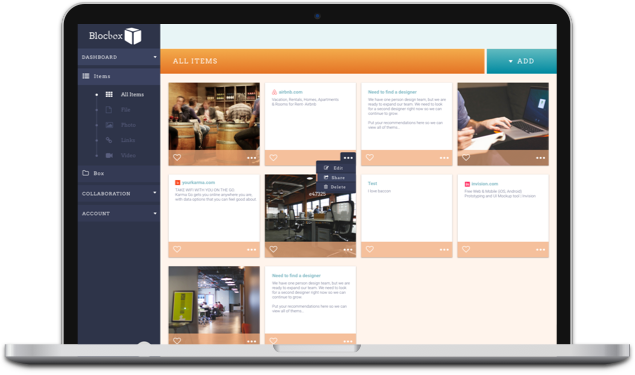 Blocbox
DASHBOARD
Items
All Items
File
Photo
Links
Video
Box
COLLABORATION
ACCOUNT
ALL ITEMS
ADD
airbnb.com
Vacation, Rentals, Homes, Apartments
& Rooms for Rent- Airbnb
Need to find a designer
We have one person design team, but we are
ready to expand our team. We need to look
for a second designer right now so we can
continue to grow.
Put your recommendations here so we can
view all of them...
Edit
Share
Delete
yourkarma.com
TAKE WIFI WITH YOU ON THE GO.
Karma Go gets you online anywhere you are,
with data options that you can feel good about
Text
I love bacon
invision.com
Free Web & Mobile (iOS, Android)
Prototyping and UI Mockup tool | Invision
Need to find a designer
We have one person design team, but we are
ready to expand our team. We need to look
for a second designer right now so we can
continue to grow.
Put your recommendations here so we can
view all of them...